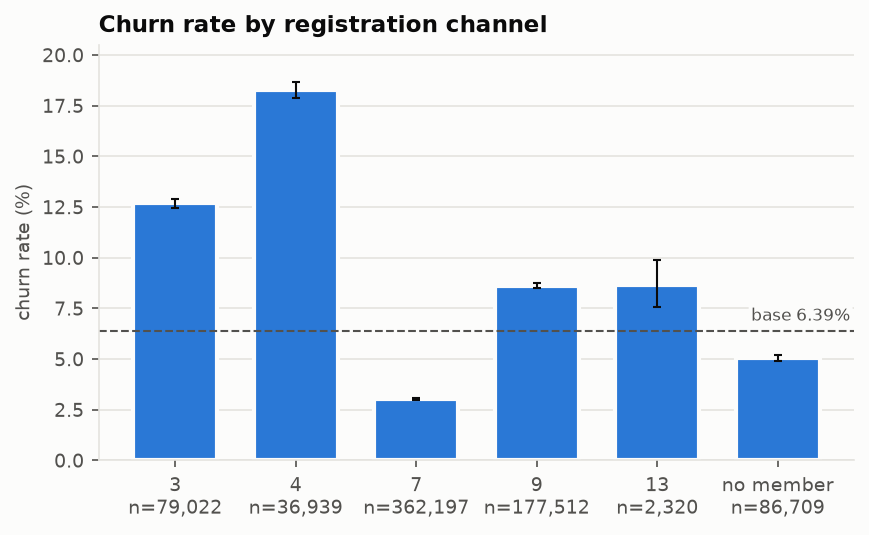 Churn rate by registration channel
churn rate (%)
20.0
17.5
15.0
12.5
10.0
7.5
5.0
2.5
0.0
base 6.39%
3
n=79,022
4
n=36,939
7
n=362,197
9
n=177,512
13
n=2,320
no member
n=86,709